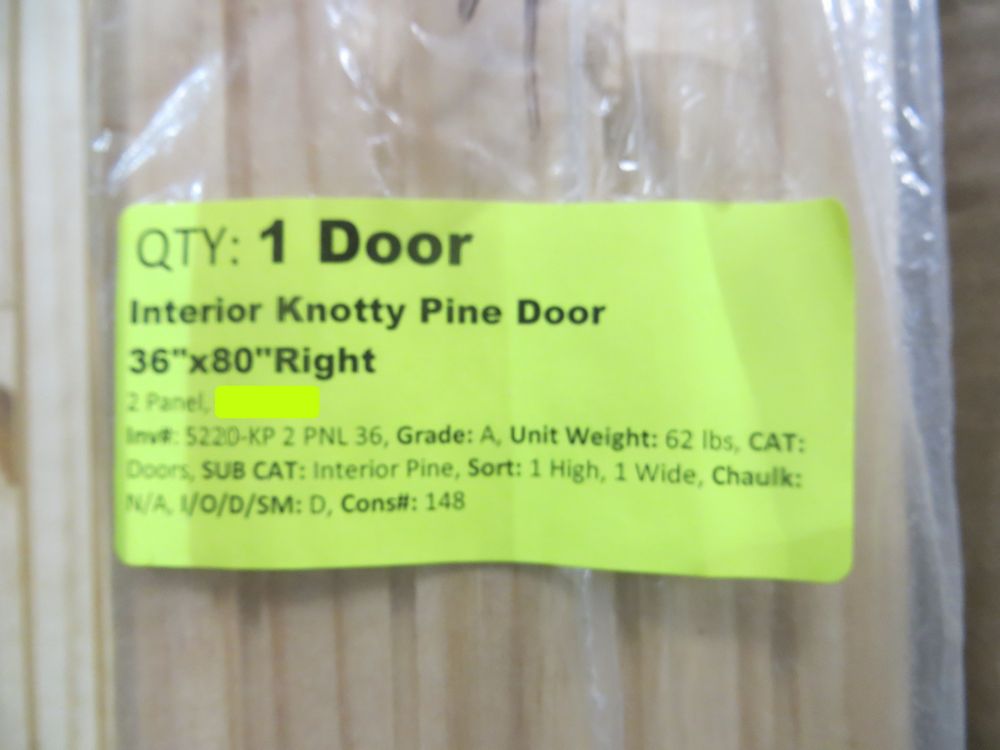 QTY: 1 Door
Interior Knotty Pine Door
36"x80"Right
2 Panel,
Inv#: 5220-KP 2 PNL 36, Grade: A, Unit Weight: 62 lbs, CAT:
Doors, SUB CAT: Interior Pine, Sort: 1 High, 1 Wide, Chaulk:
N/A, I/O/D/SM: D, Cons#: 148